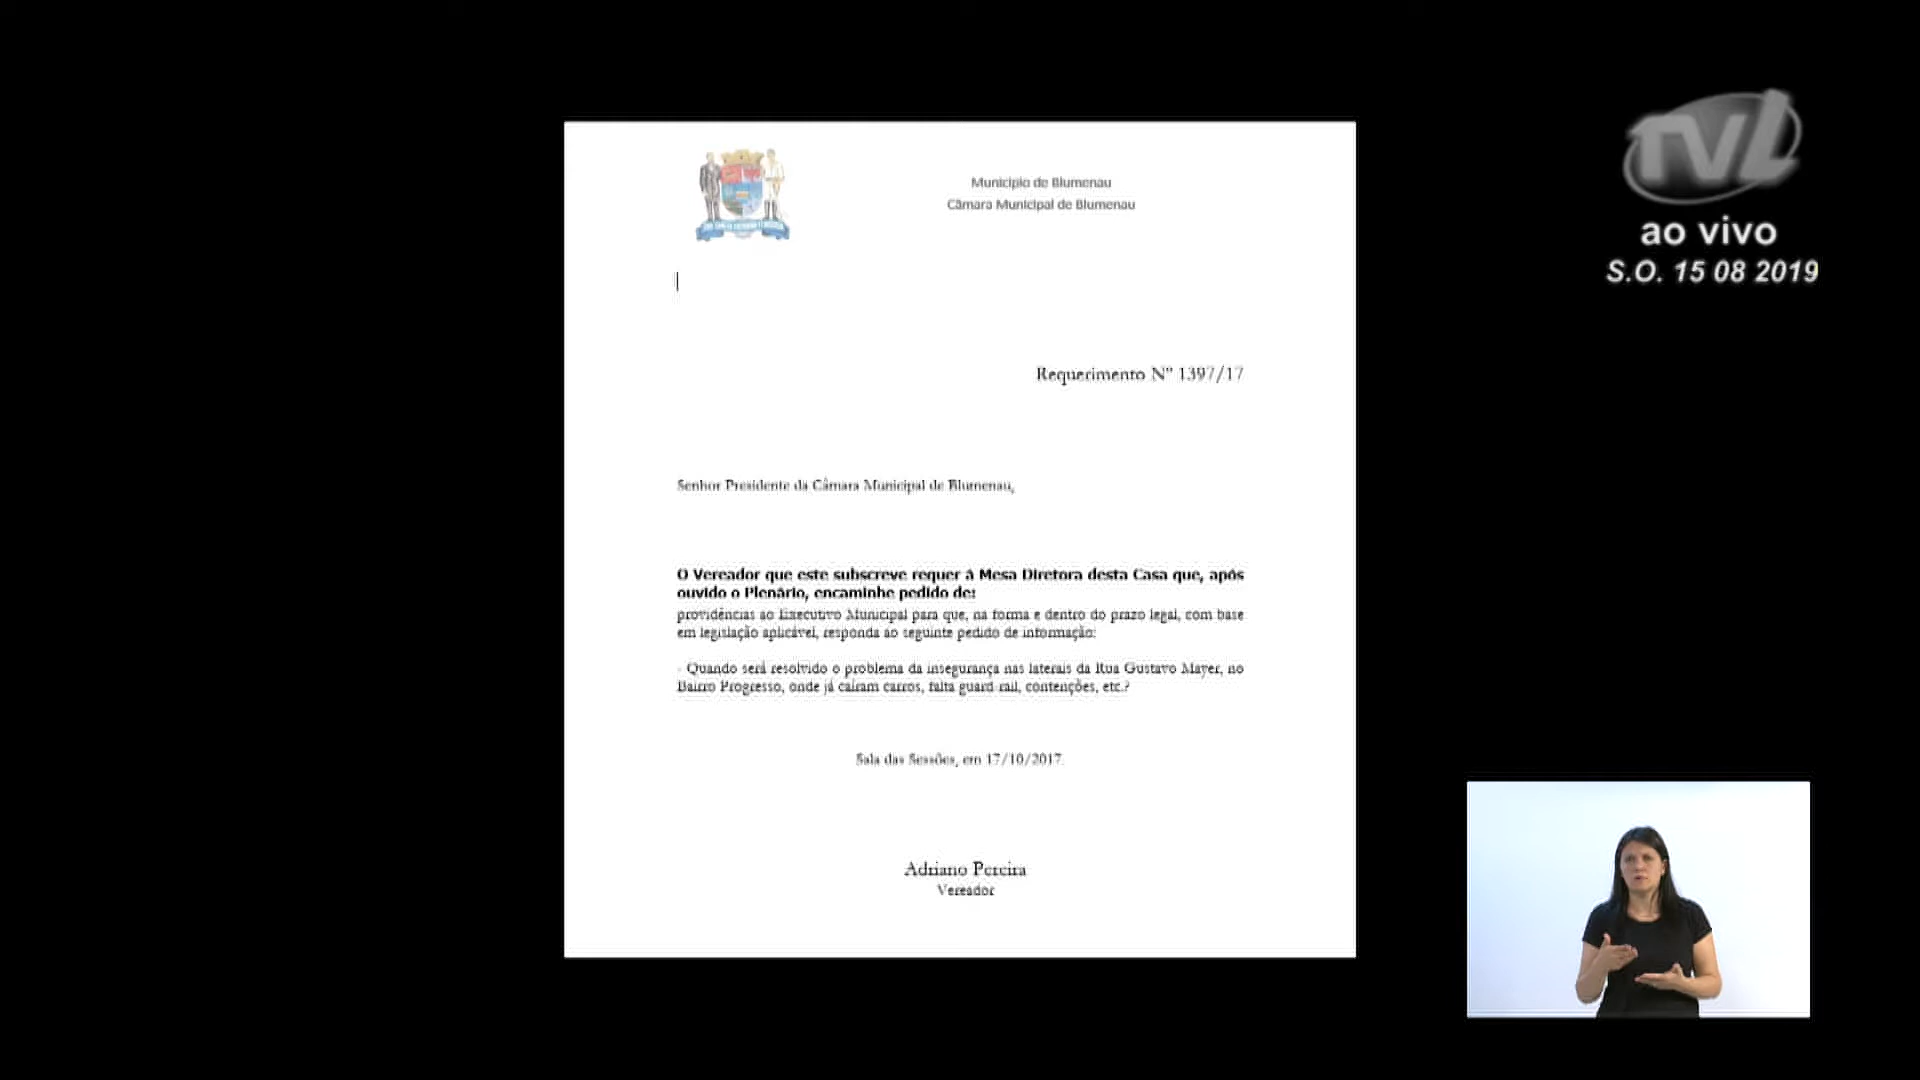 TVL
ao vivo
S.O. 15 08 2019
Município de Blumenau
Câmara Municipal de Blumenau
Requerimento Nº 1397/17
Senhor Presidente da Câmara Municipal de Blumenau,
O Vereador que este subscreve requer à Mesa Diretora desta Casa que, após
ouvido o Plenário, encaminhe pedido de:
providências ao Executivo Municipal para que, na forma e dentro do prazo legal, com base
em legislação aplicável, responda ao seguinte pedido de informação:
- Quando será resolvido o problema da insegurança nas laterais da Rua Gustavo Mayer, no
Bairro Progresso, onde já caíram carros, falta guard rail, contenções, etc.?
Sala das Sessões, em 17/10/2017.
Adriano Pereira
Vereador